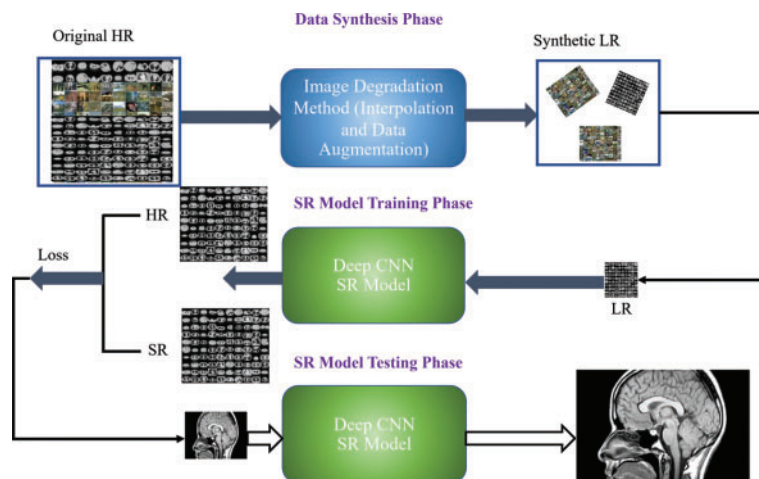 Data Synthesis Phase
Original HR
Synthetic LR
Image Degradation
Method (Interpolation
and Data
Augmentation)
SR Model Training Phase
HR
Loss
Deep CNN
SR Model
LR
SR
SR Model Testing Phase
Deep CNN
SR Model